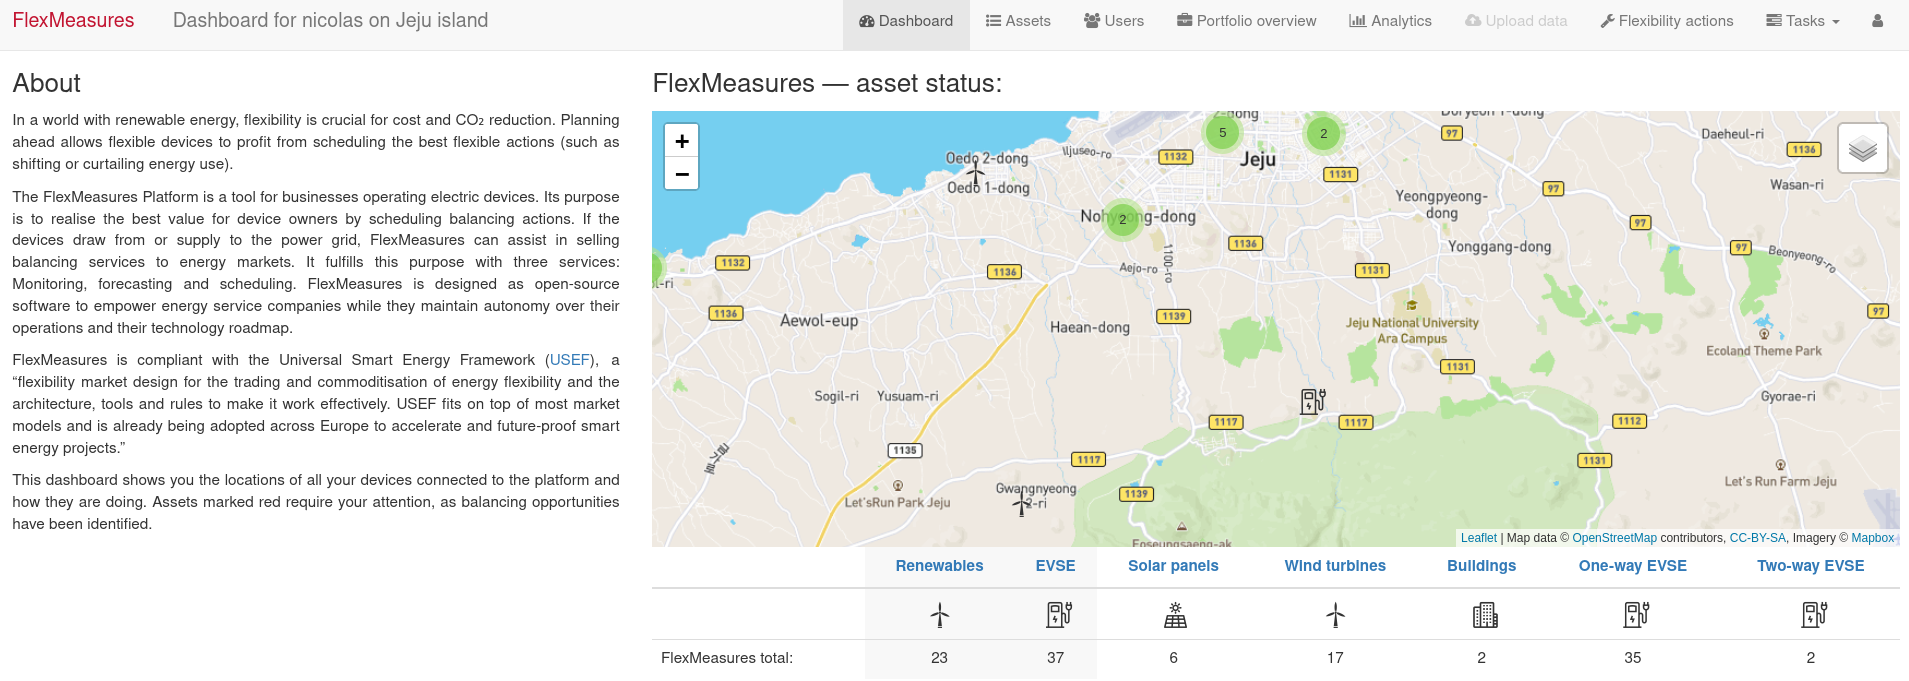 FlexMeasures Dashboard for nicolas on Jeju island Dashboard Assets Users Portfolio overview Analytics Upload data Flexibility actions Tasks
About
In a world with renewable energy, flexibility is crucial for cost and CO₂ reduction. Planning
ahead allows flexible devices to profit from scheduling the best flexible actions (such as
shifting or curtailing energy use).
The FlexMeasures Platform is a tool for businesses operating electric devices. Its purpose
is to realise the best value for device owners by scheduling balancing actions. If the
devices draw from or supply to the power grid, FlexMeasures can assist in selling
balancing services to energy markets. It fulfills this purpose with three services:
Monitoring, forecasting and scheduling. FlexMeasures is designed as open-source
software to empower energy service companies while they maintain autonomy over their
operations and their technology roadmap.
FlexMeasures is compliant with the Universal Smart Energy Framework (USEF), a
“flexibility market design for the trading and commoditisation of energy flexibility and the
architecture, tools and rules to make it work effectively. USEF fits on top of most market
models and is already being adopted across Europe to accelerate and future-proof smart
energy projects.”
This dashboard shows you the locations of all your devices connected to the platform and
how they are doing. Assets marked red require your attention, as balancing opportunities
have been identified.
FlexMeasures — asset status:
+
−
5
2
97
Daeheul-ri
1136
Oedo 2-dong
Iljuseo-ro
1132
Jeju
1131
Oedo 1-dong
97
Wasan-ri
Yeongpyeong-
dong
2
97
1136
Yonggang-dong
97
Beonyeong-ro
1132
1136
Aejo-ro
1100-ro
1131
1136
Aewol-eup
Haean-dong
1139
Jeju National University
Ara Campus
97
Ecoland Theme Park
1131
Sogil-ri
Yusuam-ri
Gyorae-ri
1117
1117
1112
1135
1117
1131
Let'sRun Park Jeju
Gwangnyeong
2-ri
1139
Let's Run Farm Jeju
Leaflet | Map data © OpenStreetMap contributors, CC-BY-SA, Imagery © Mapbox
Renewables EVSE Solar panels Wind turbines Buildings One-way EVSE Two-way EVSE
FlexMeasures total: 23 37 6 17 2 35 2